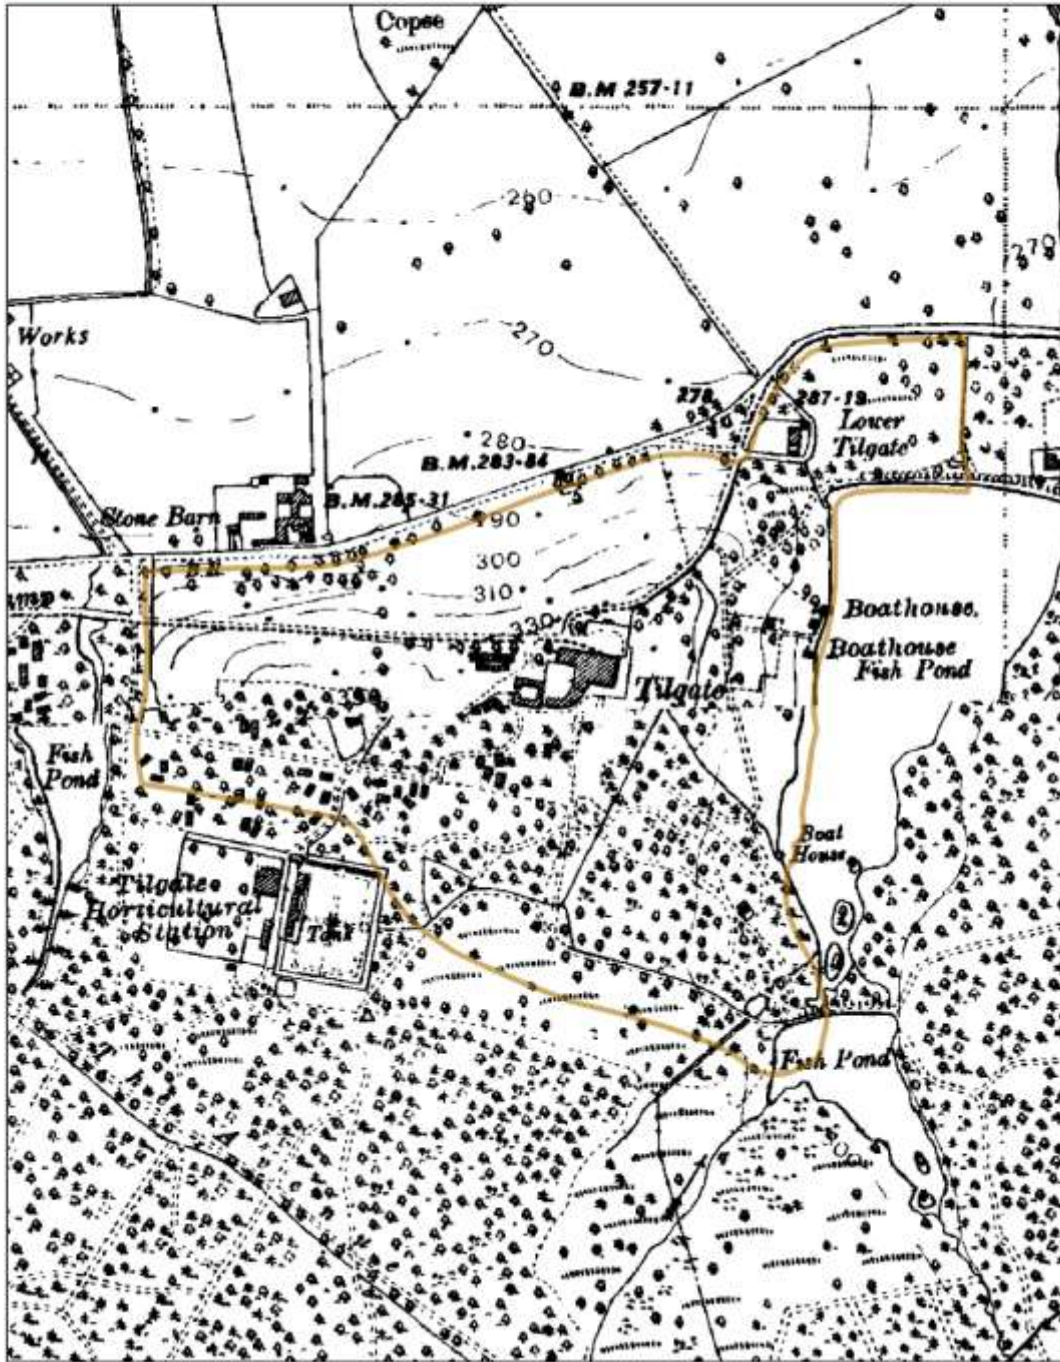 Copse
B.M 257-11
260
270
Works
270
278
287-19
Lower
Tilgate
280
B.M.283-84
B.M.285-31
Stone Barn
290
300
310
330
Boathouse.
Boathouse
Fish Pond
Tilgate
Fish
Pond
Boat
House
Tilgate
Horticultural
Station
Tank
Fish Pond